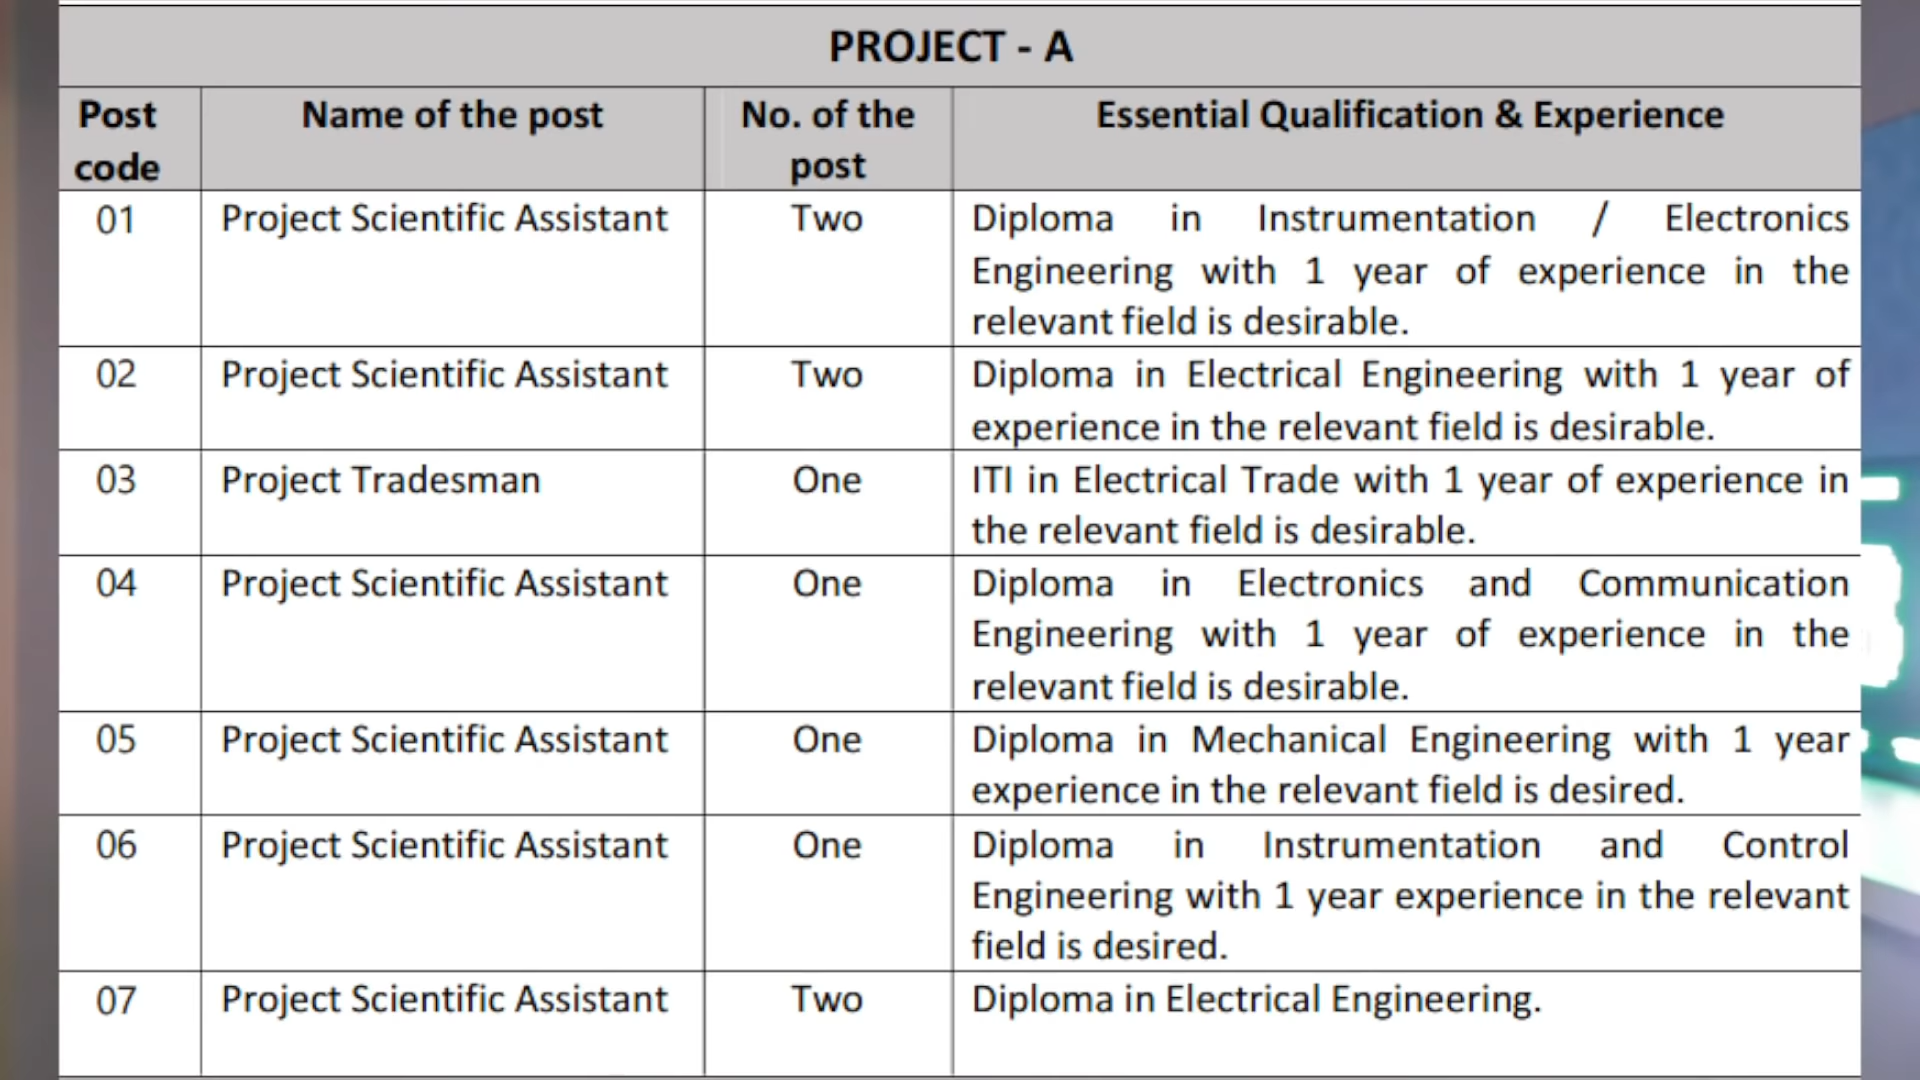 PROJECT - A
Post code Name of the post No. of the post Essential Qualification & Experience
01 Project Scientific Assistant Two Diploma in Instrumentation / Electronics
Engineering with 1 year of experience in the
relevant field is desirable.
02 Project Scientific Assistant Two Diploma in Electrical Engineering with 1 year of
experience in the relevant field is desirable.
03 Project Tradesman One ITI in Electrical Trade with 1 year of experience in
the relevant field is desirable.
04 Project Scientific Assistant One Diploma in Electronics and Communication
Engineering with 1 year of experience in the
relevant field is desirable.
05 Project Scientific Assistant One Diploma in Mechanical Engineering with 1 year
experience in the relevant field is desired.
06 Project Scientific Assistant One Diploma in Instrumentation and Control
Engineering with 1 year experience in the relevant
field is desired.
07 Project Scientific Assistant Two Diploma in Electrical Engineering.